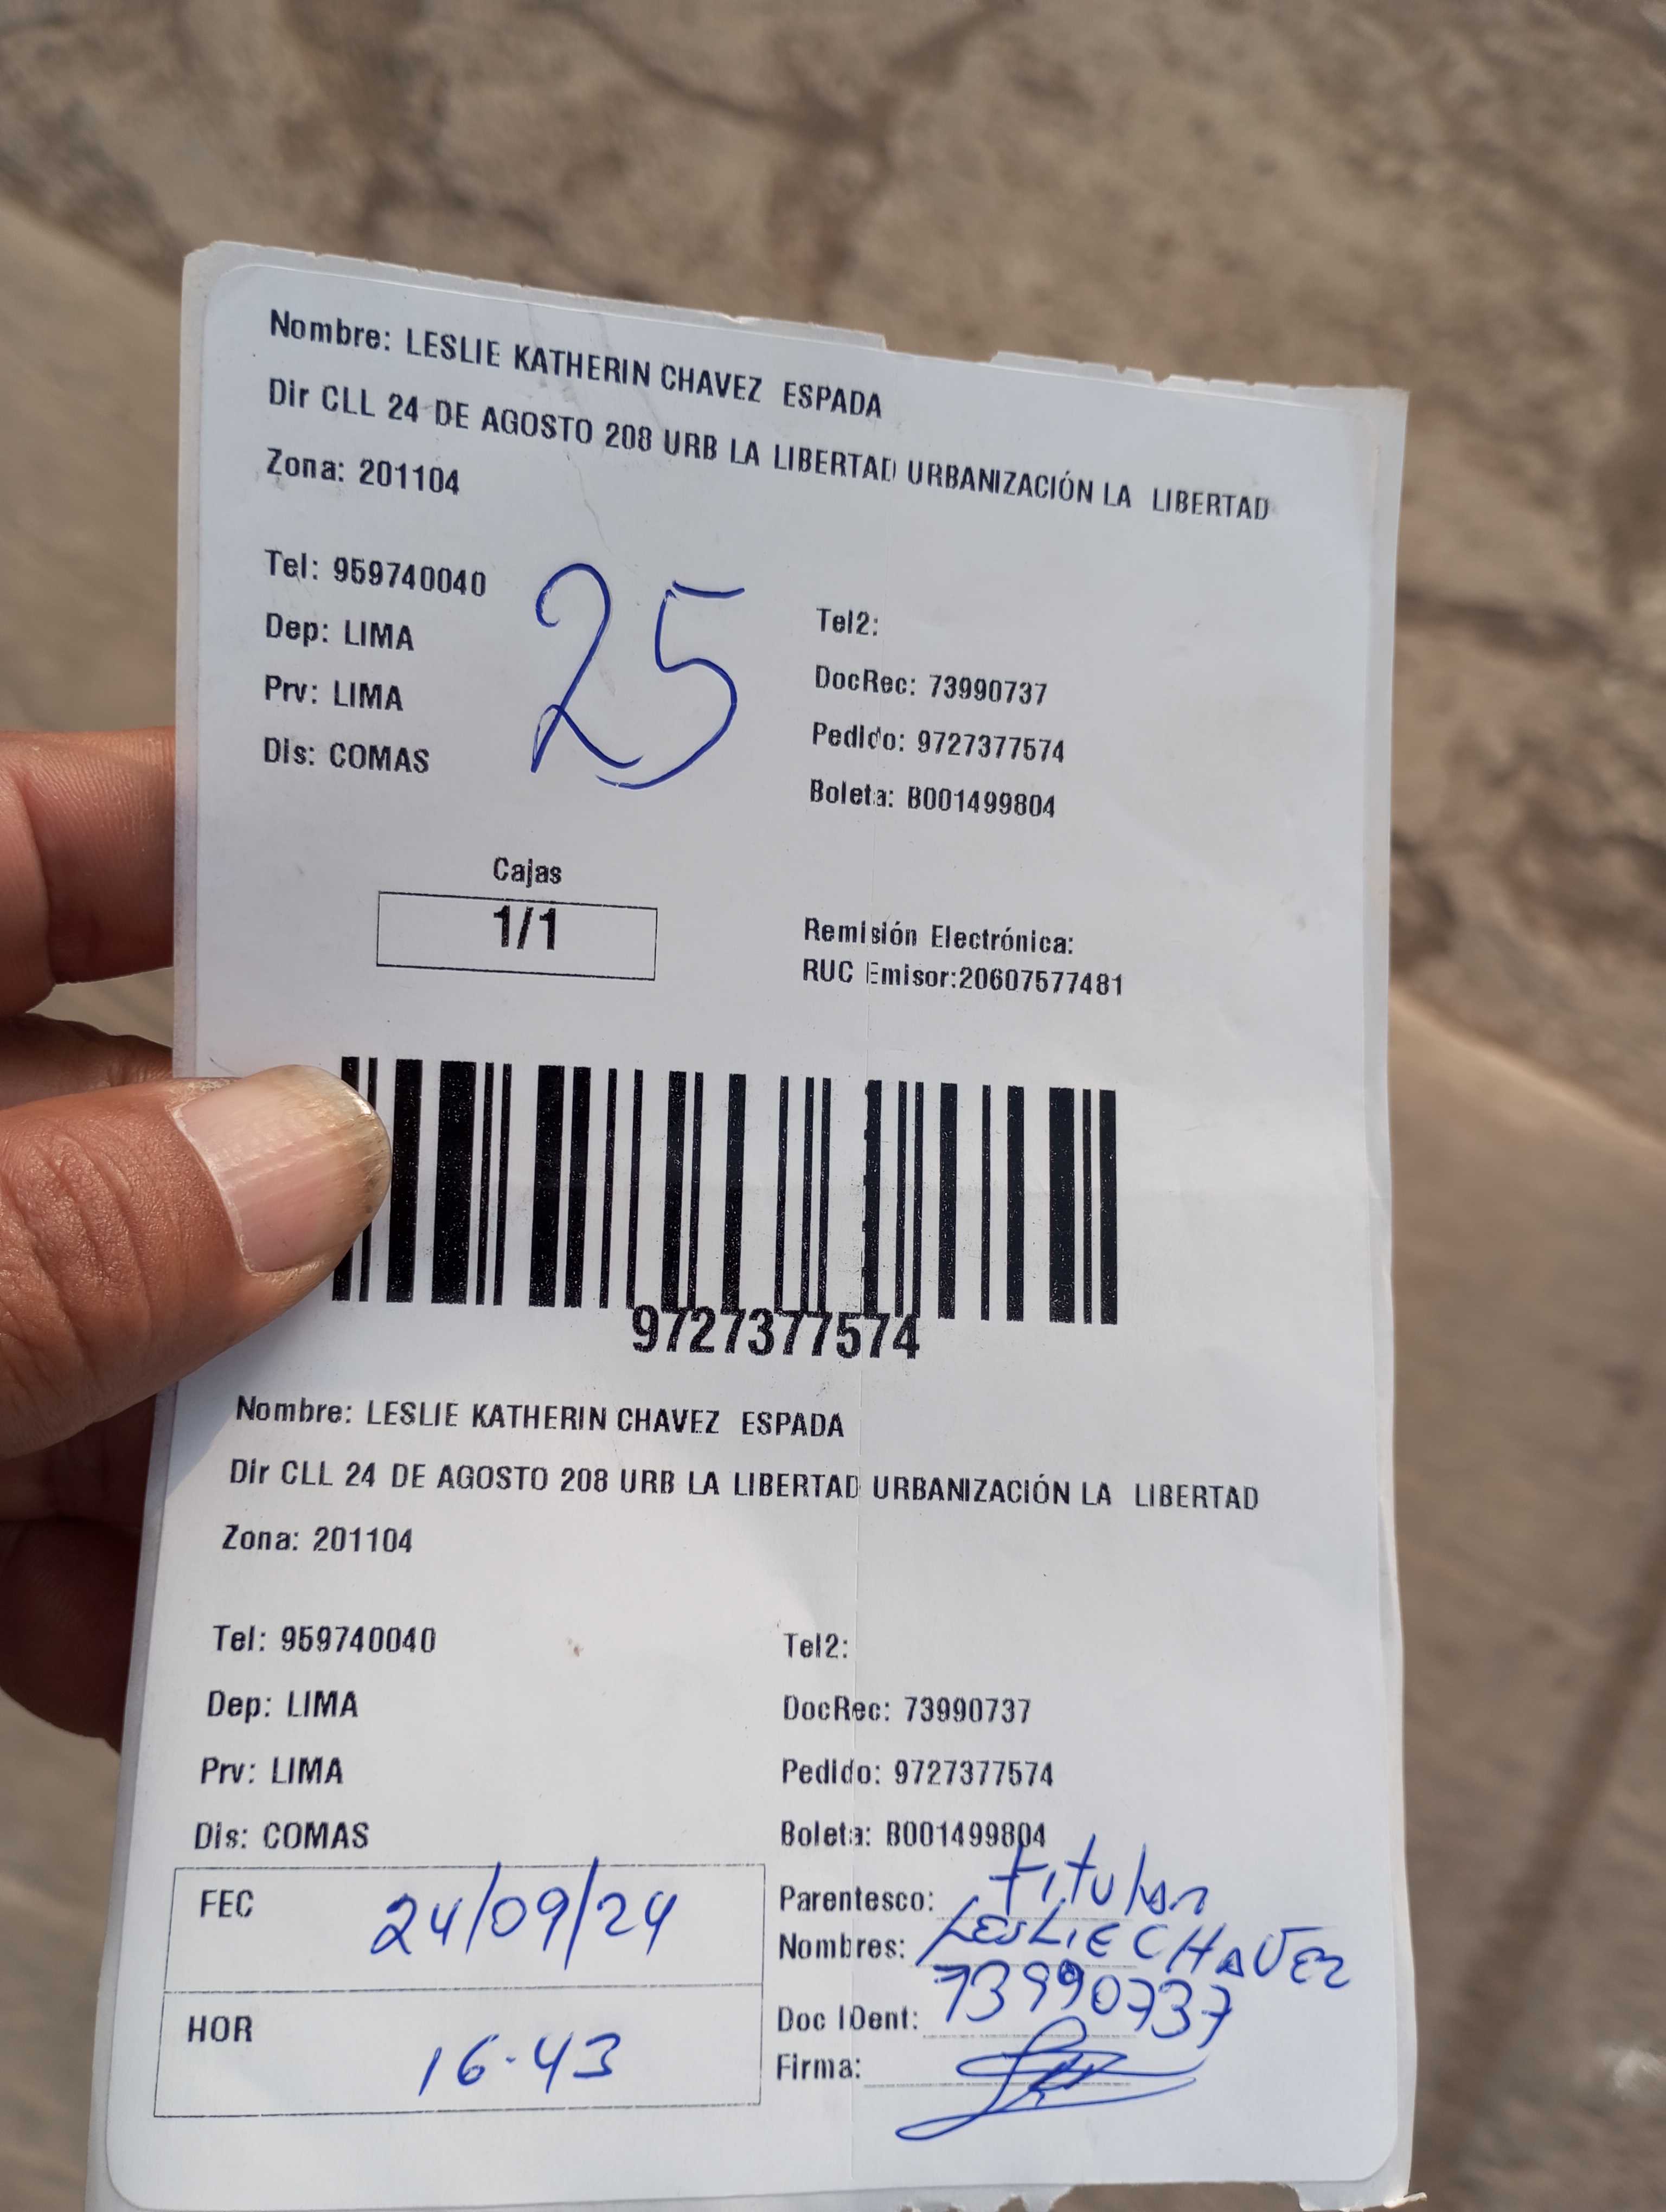 Nombre: LESLIE KATHERIN CHAVEZ ESPADA
Dir CLL 24 DE AGOSTO 208 URB LA LIBERTAD URBANIZACIÓN LA LIBERTAD
Zona: 201104
25
Tel: 959740040 Tel2:
Dep: LIMA DocRec: 73990737
Prv: LIMA Pedido: 9727377574
Dis: COMAS Boleta: B001499804
Cajas
1/1
Remisión Electrónica:
RUC Emisor:20607577481
9727377574
Nombre: LESLIE KATHERIN CHAVEZ ESPADA
Dir CLL 24 DE AGOSTO 208 URB LA LIBERTAD URBANIZACIÓN LA LIBERTAD
Zona: 201104
Tel: 959740040 Tel2:
Dep: LIMA DocRec: 73990737
Prv: LIMA Pedido: 9727377574
Dis: COMAS Boleta: B001499804
FEC 24/09/24
HOR 16-43
Parentesco: titular
Nombres: LESLIE CHAVEZ
Doc IDent: 73990737
Firma: